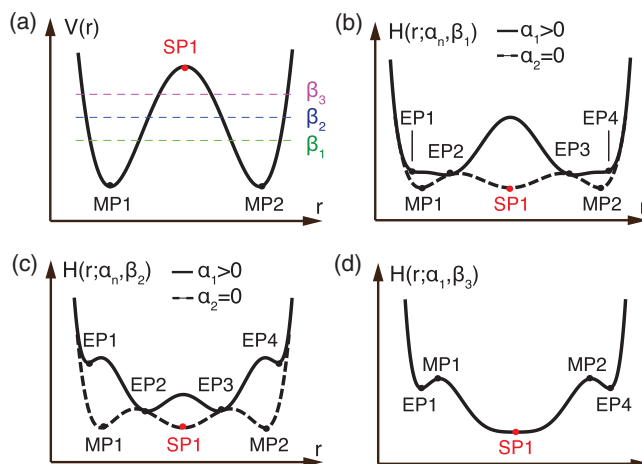 (a)
V(r)
SP1
β3
β2
β1
MP1
MP2
r
(b)
H(r;αn,β1)
α1>0
α2=0
EP1
EP2
EP3
EP4
MP1
SP1
MP2
r
(c)
H(r;αn,β2)
α1>0
α2=0
EP1
EP4
EP2
EP3
MP1
SP1
MP2
r
(d)
H(r;α1,β3)
MP1
MP2
EP1
EP4
SP1
r